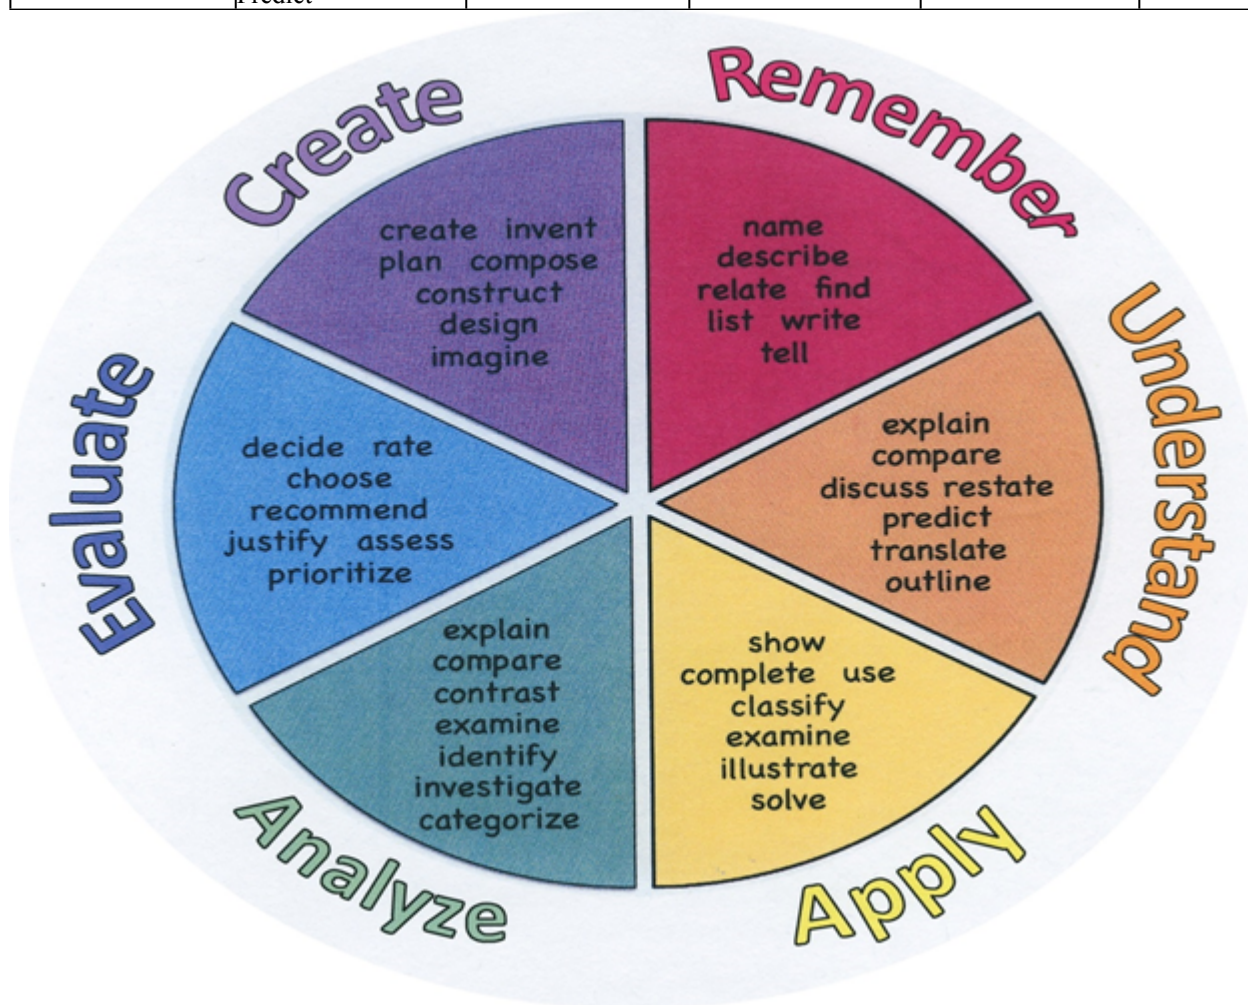 Predict
Create
create invent
plan compose
construct
design
imagine
Remember
name
describe
relate find
list write
tell
Understand
explain
compare
discuss restate
predict
translate
outline
Apply
show
complete use
classify
examine
illustrate
solve
Analyze
explain
compare
contrast
examine
identify
investigate
categorize
Evaluate
decide rate
choose
recommend
justify assess
prioritize